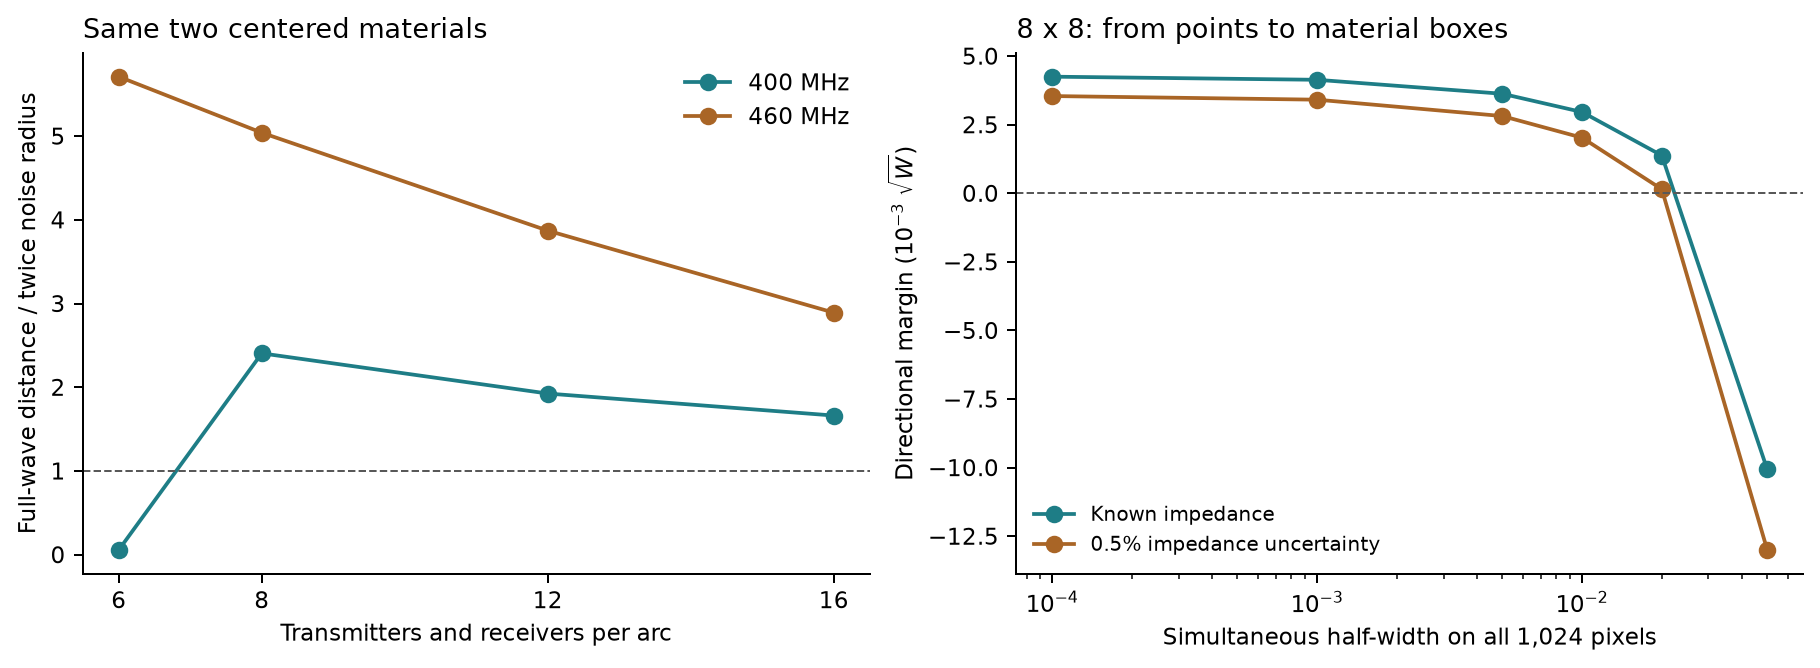 Same two centered materials
400 MHz
460 MHz
Full-wave distance / twice noise radius
5
4
3
2
1
0
6
8
12
16
Transmitters and receivers per arc
8 x 8: from points to material boxes
Directional margin (10⁻³ √W)
5.0
2.5
0.0
−2.5
−5.0
−7.5
−10.0
−12.5
Known impedance
0.5% impedance uncertainty
10⁻⁴
10⁻³
10⁻²
Simultaneous half-width on all 1,024 pixels